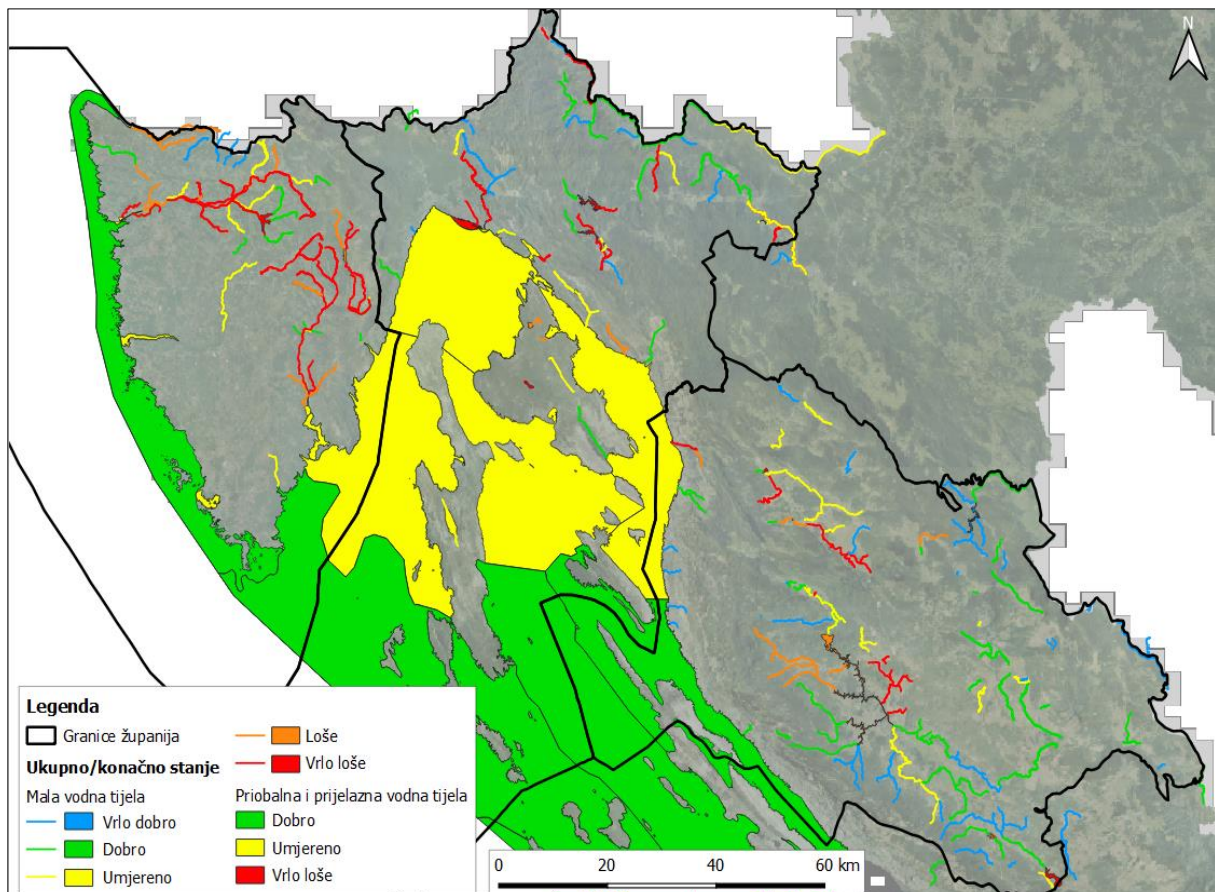 N
Legenda
Granice županija
Ukupno/konačno stanje
Mala vodna tijela
Vrlo dobro
Dobro
Umjereno
Loše
Vrlo loše
Priobalna i prijelazna vodna tijela
Dobro
Umjereno
Vrlo loše
0 20 40 60 km